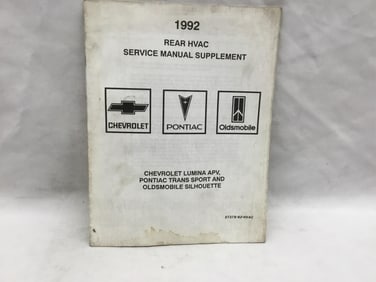 1992
REAR HVAC
SERVICE MANUAL SUPPLEMENT
CHEVROLET
PONTIAC
Oldsmobile
CHEVROLET LUMINA APV,
PONTIAC TRANS SPORT AND
OLDSMOBILE SILHOUETTE